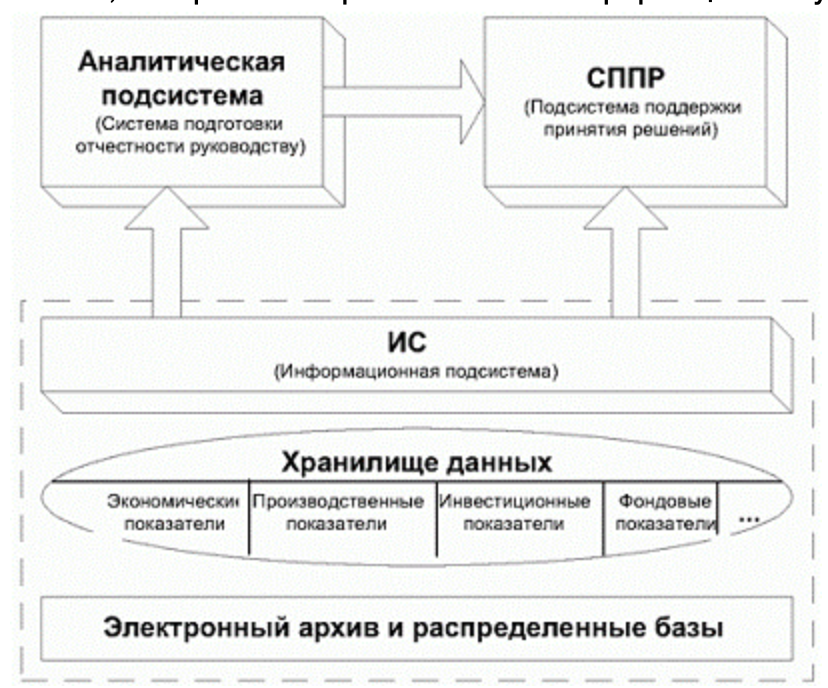 Аналитическая
подсистема
(Система подготовки
отчестности руководству)
СППР
(Подсистема поддержки
принятия решений)
ИС
(Информационная подсистема)
Хранилище данных
Экономически
показатели
Производственные
показатели
Инвестиционные
показатели
Фондовые
показатели
...
Электронный архив и распределенные базы